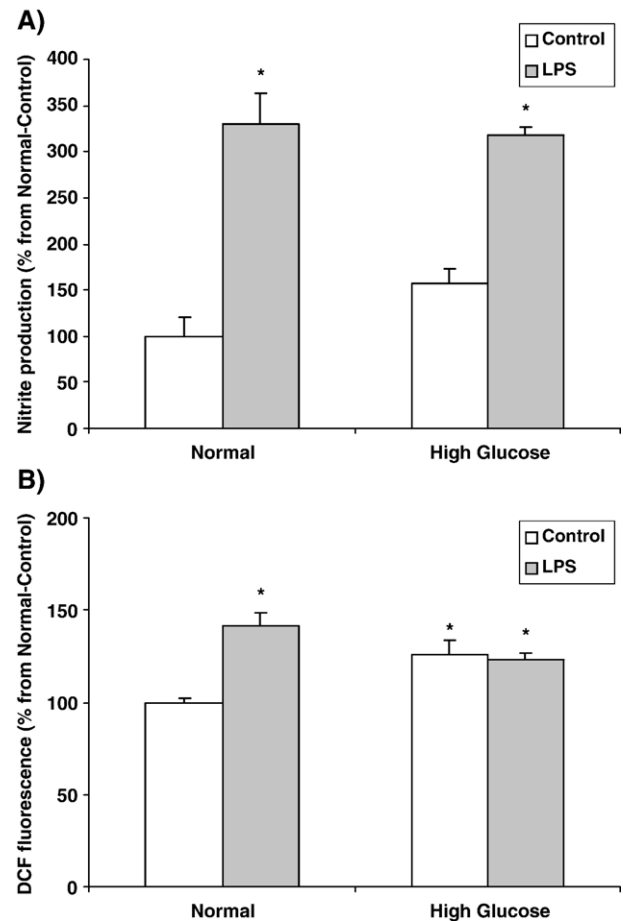 A)
Nitrite production (% from Normal-Control)
400
350
300
250
200
150
100
50
0
*
*
Control
LPS
Normal
High Glucose
B)
DCF fluorescence (% from Normal-Control)
200
150
100
50
0
*
*
*
Control
LPS
Normal
High Glucose